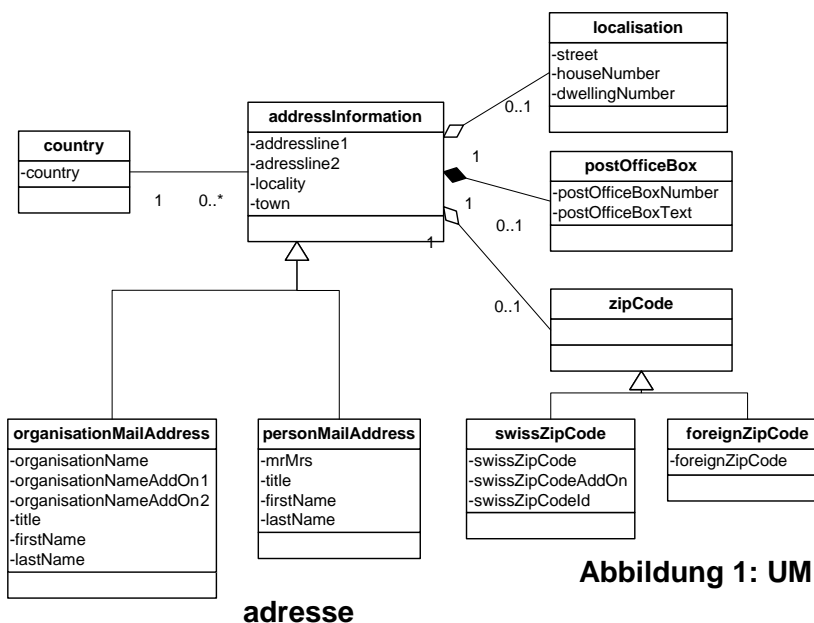 localisation
-street
-houseNumber
-dwellingNumber
0..1
addressInformation
-addressline1
-adressline2
-locality
-town
country
-country
1
0..*
1
postOfficeBox
-postOfficeBoxNumber
-postOfficeBoxText
1
0..1
1
0..1
zipCode
organisationMailAddress
-organisationName
-organisationNameAddOn1
-organisationNameAddOn2
-title
-firstName
-lastName
personMailAddress
-mrMrs
-title
-firstName
-lastName
swissZipCode
-swissZipCode
-swissZipCodeAddOn
-swissZipCodeId
foreignZipCode
-foreignZipCode
Abbildung 1: UM
adresse